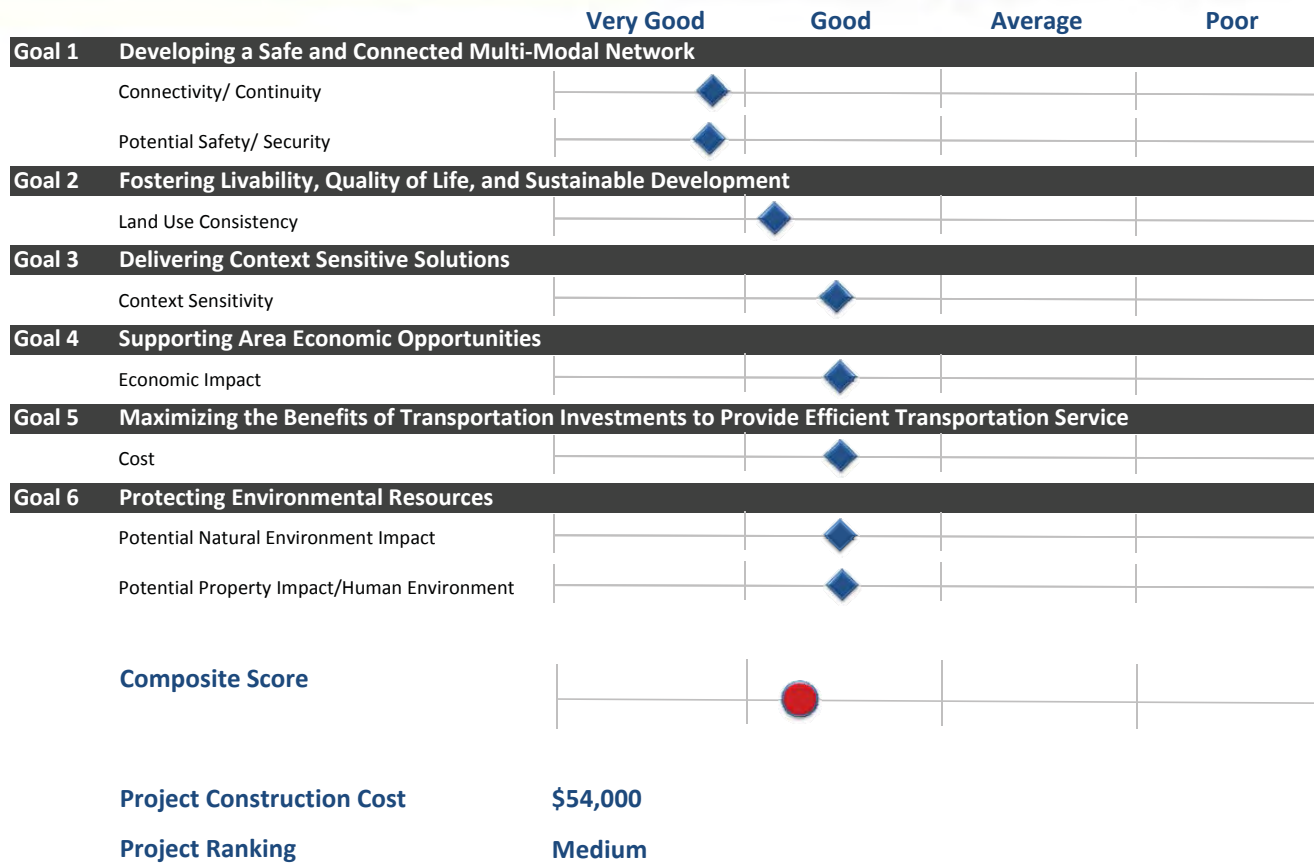 Very Good Good Average Poor
Goal 1 Developing a Safe and Connected Multi-Modal Network
Connectivity/ Continuity
Potential Safety/ Security
Goal 2 Fostering Livability, Quality of Life, and Sustainable Development
Land Use Consistency
Goal 3 Delivering Context Sensitive Solutions
Context Sensitivity
Goal 4 Supporting Area Economic Opportunities
Economic Impact
Goal 5 Maximizing the Benefits of Transportation Investments to Provide Efficient Transportation Service
Cost
Goal 6 Protecting Environmental Resources
Potential Natural Environment Impact
Potential Property Impact/Human Environment
Composite Score
Project Construction Cost $54,000
Project Ranking Medium